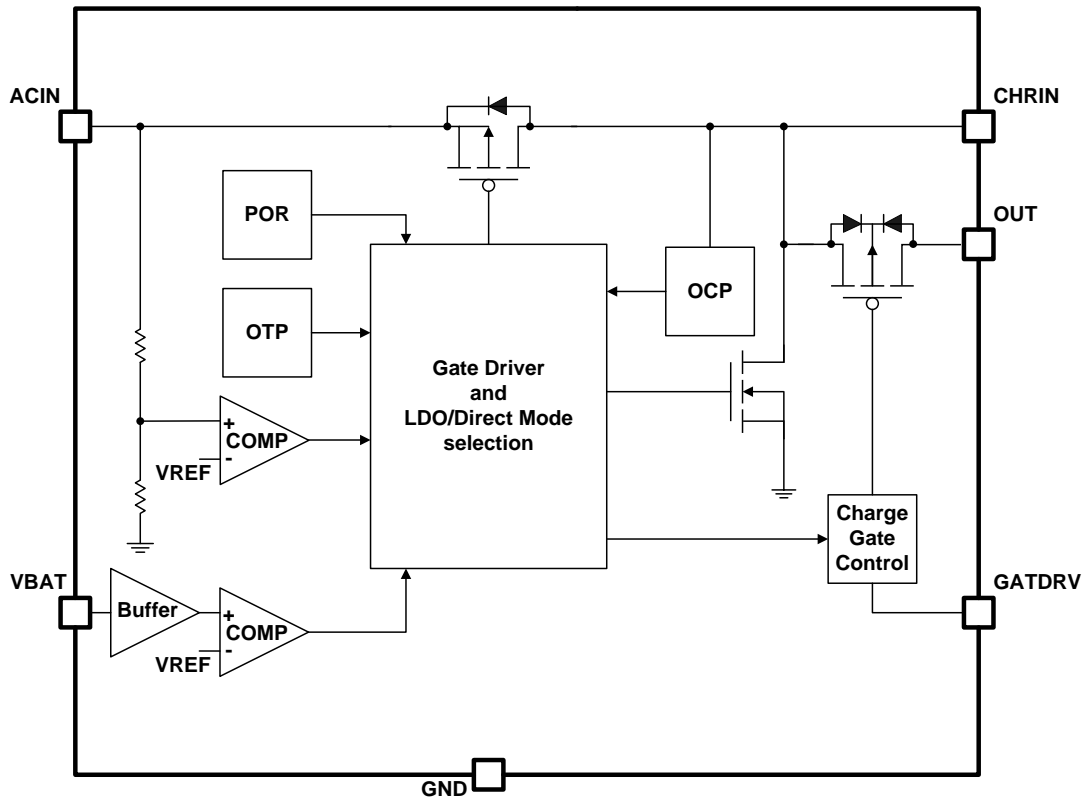 ACIN
CHRIN
POR
OUT
OTP
OCP
Gate Driver
and
LDO/Direct Mode
selection
+
COMP
-
VREF
Charge
Gate
Control
VBAT
Buffer
+
COMP
-
VREF
GATDRV
GND